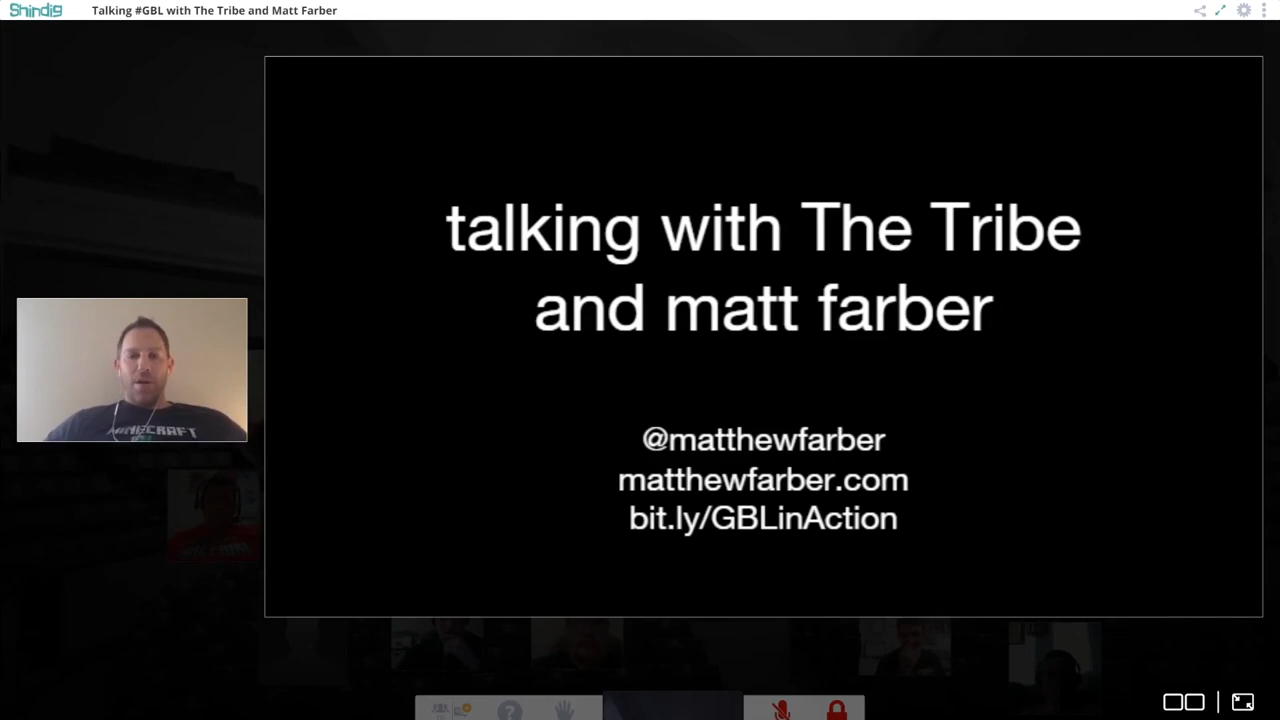 Shindig
Talking #GBL with The Tribe and Matt Farber
talking with The Tribe
and matt farber
@matthewfarber
matthewfarber.com
bit.ly/GBLinAction
MINECRAFT
?